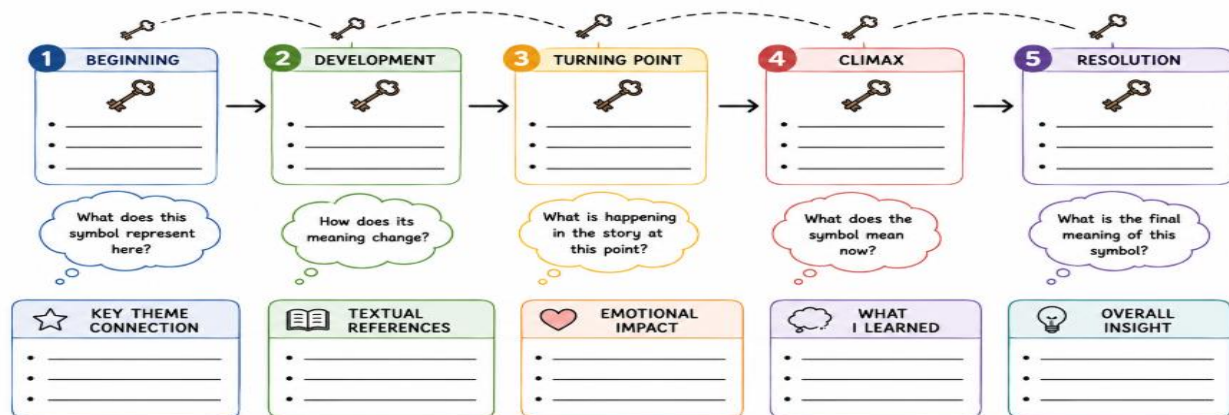 1 BEGINNING
2 DEVELOPMENT
3 TURNING POINT
4 CLIMAX
5 RESOLUTION
What does this
symbol represent
here?
How does its
meaning change?
What is happening
in the story at
this point?
What does the
symbol mean
now?
What is the final
meaning of this
symbol?
KEY THEME
CONNECTION
TEXTUAL
REFERENCES
EMOTIONAL
IMPACT
WHAT
I LEARNED
OVERALL
INSIGHT